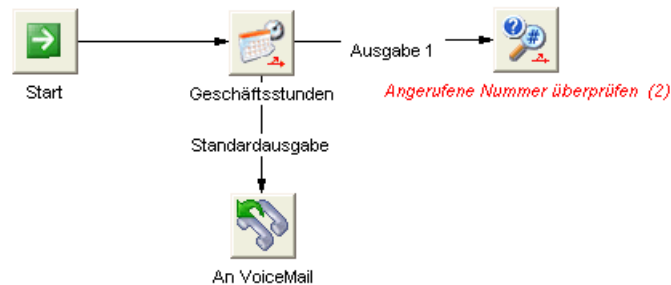 Ausgabe 1
Start
Geschäftsstunden
Angerufene Nummer überprüfen (2)
Standardausgabe
An VoiceMail